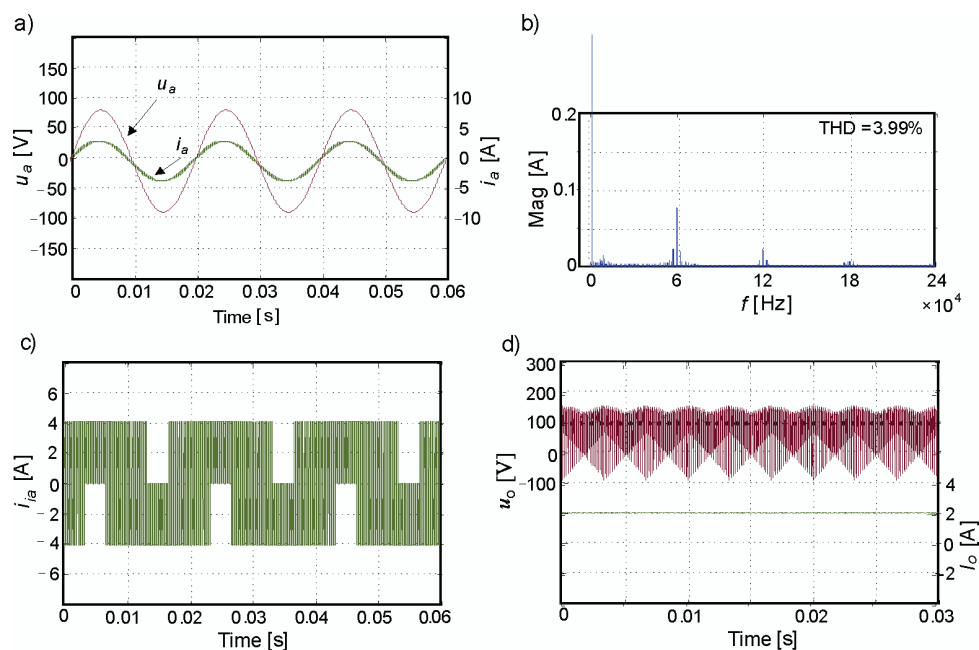 a)
150
100
50
0
−50
−100
−150
u_a [V]
u_a
i_a
10
5
0
−5
−10
i_a [A]
0 0.01 0.02 0.03 0.04 0.05 0.06
Time [s]
b)
THD =3.99%
0.2
0.1
0
Mag [A]
0 6 12 18 24
f [Hz]
×10⁴
c)
6
4
2
0
−2
−4
−6
i_ia [A]
0 0.01 0.02 0.03 0.04 0.05 0.06
Time [s]
d)
300
200
100
0
−100
u_o [V]
4
2
0
2
I_o [A]
0 0.01 0.02 0.03
Time [s]